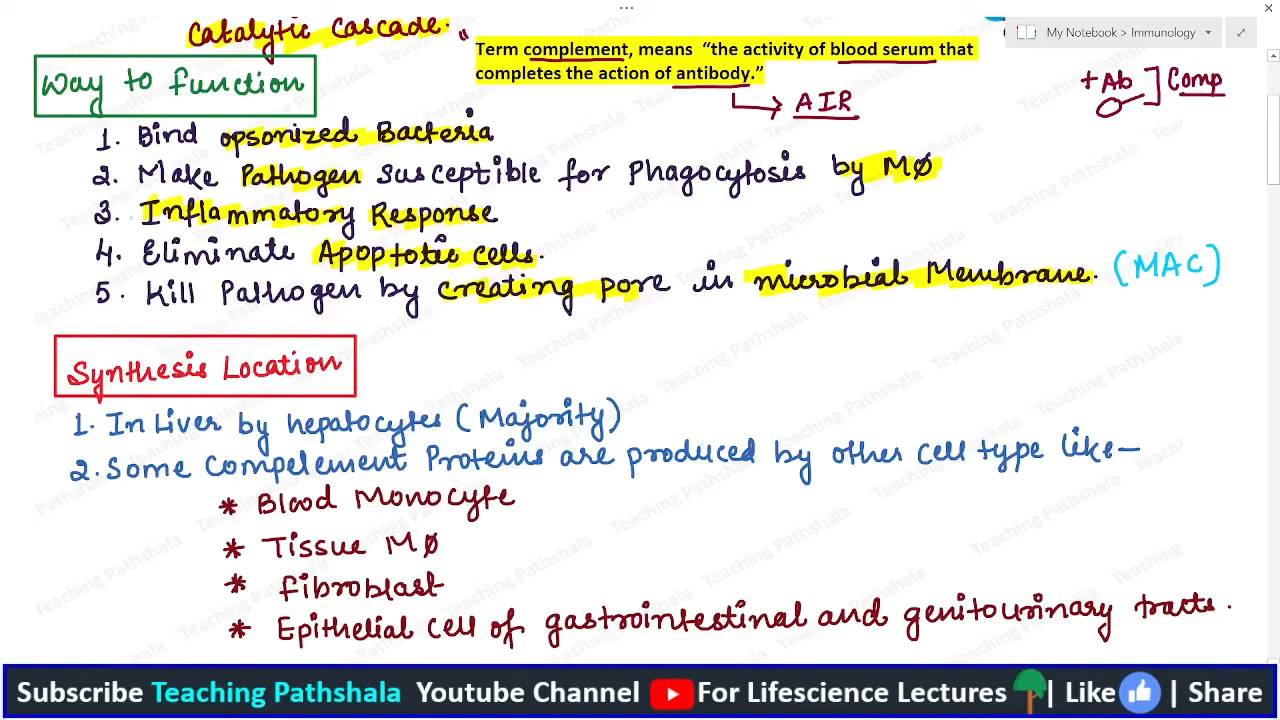 Catalytic Cascade.
Term complement, means “the activity of blood serum that
completes the action of antibody.”
My Notebook > Immunology
Way to function
AIR
+Ab
Comp
1. Bind opsonized Bacteria
2. Make Pathogen susceptible for Phagocytosis by MØ
3. Inflammatory Response
4. Eliminate Apoptotic cells.
5. Kill Pathogen by creating pore in microbial Membrane. (MAC)
Synthesis Location
1. In Liver by hepatocytes (Majority)
2. Some Compelement Proteins are produced by other cell type like—
* Blood Monocyte
* Tissue MØ
* fibroblast
* Epithelial Cell of gastrointestinal and genitourinary tracts.
Teaching Pathshala
Subscribe Teaching Pathshala Youtube Channel For Lifescience Lectures | Like | Share